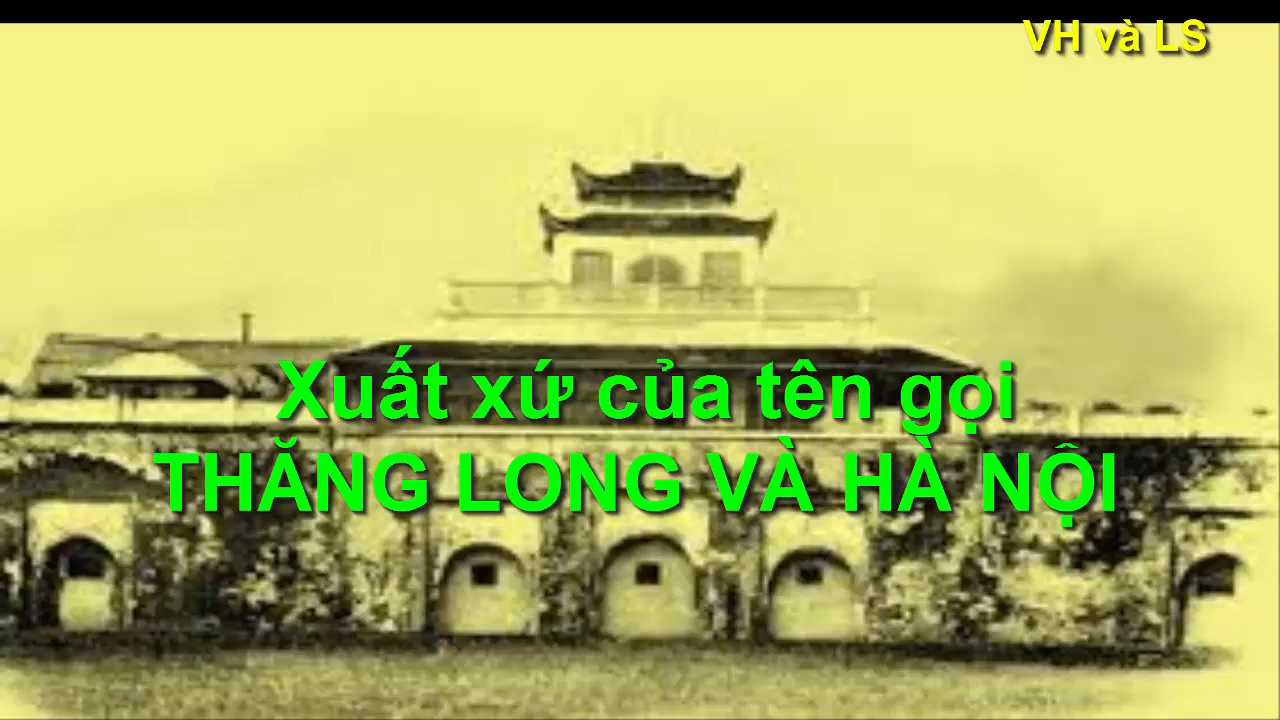 VH và LS
Xuất xứ của tên gọi
THĂNG LONG VÀ HÀ NỘI